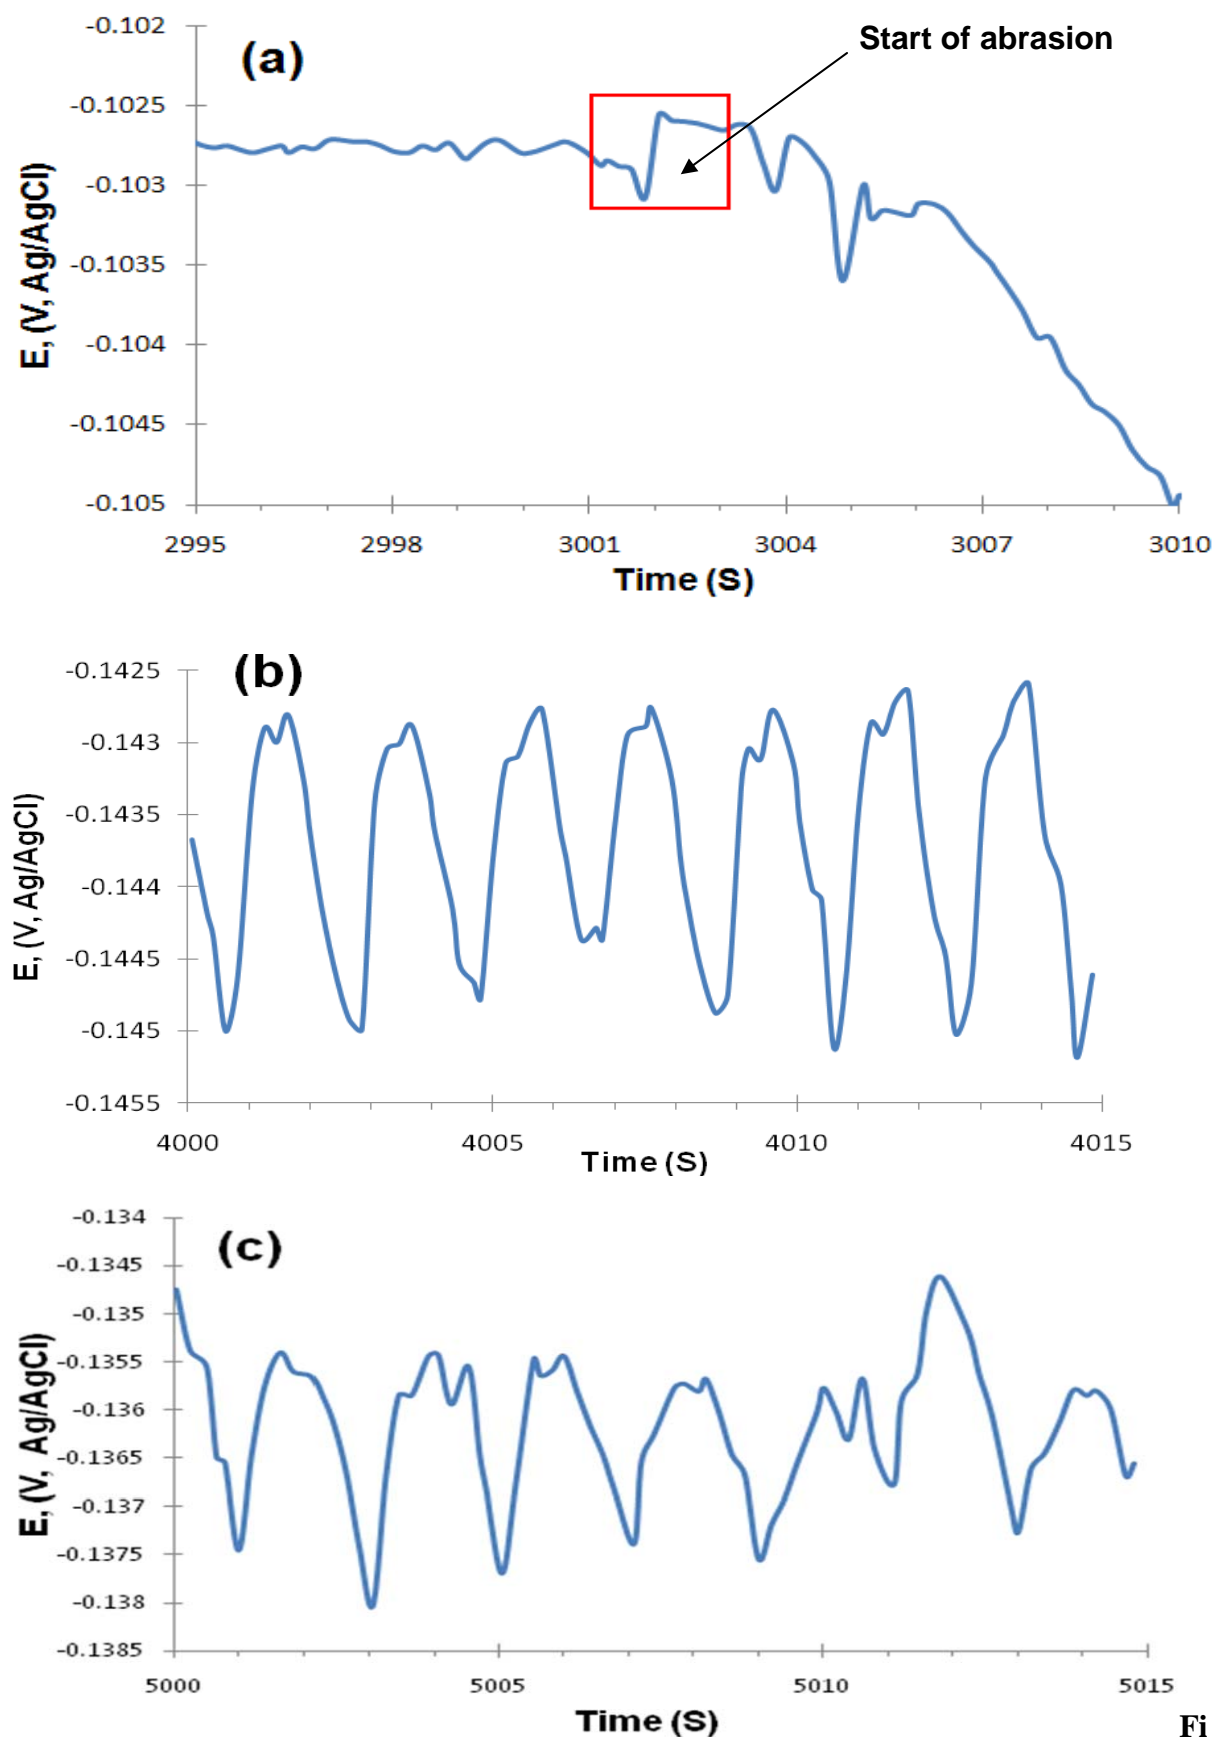 -0.102
(a)
Start of abrasion
-0.1025
-0.103
-0.1035
-0.104
-0.1045
-0.105
E, (V, Ag/AgCl)
2995 2998 3001 3004 3007 3010
Time (S)
-0.1425
(b)
-0.143
-0.1435
-0.144
-0.1445
-0.145
-0.1455
E, (V, Ag/AgCl)
4000 4005 4010 4015
Time (S)
-0.134
(c)
-0.1345
-0.135
-0.1355
-0.136
-0.1365
-0.137
-0.1375
-0.138
-0.1385
E, (V, Ag/AgCl)
5000 5005 5010 5015
Time (S)
Fi